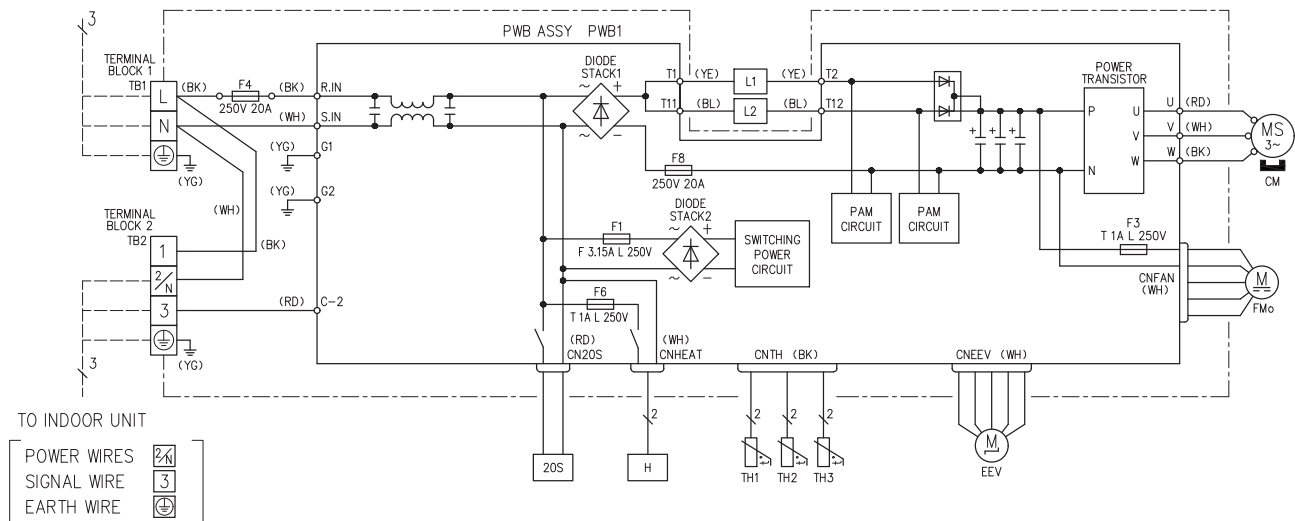 3
PWB ASSY PWB1
TERMINAL
BLOCK 1
TB1
L
N
(BK)
F4
250V 20A
(BK)
R.IN
(WH)
S.IN
(YG)
G1
(YG)
G2
(YG)
(WH)
(BK)
DIODE
STACK1
~
+
~
−
T1
(YE)
L1
(YE)
T2
T11
(BL)
L2
(BL)
T12
F8
250V 20A
+
+
+
POWER
TRANSISTOR
P
N
U
V
W
U
(RD)
V
(WH)
W
(BK)
MS
3~
CM
PAM
CIRCUIT
PAM
CIRCUIT
TERMINAL
BLOCK 2
TB2
1
2/N
3
(RD)
C-2
(YG)
3
F1
F 3.15A L 250V
DIODE
STACK2
~
+
~
−
SWITCHING
POWER
CIRCUIT
F6
T 1A L 250V
F3
T 1A L 250V
CNFAN
(WH)
M
FMo
(RD)
CN20S
(WH)
CNHEAT
CNTH (BK)
CNEEV (WH)
2
2
2
2
20S
H
t
t
t
TH1
TH2
TH3
M
EEV
TO INDOOR UNIT
POWER WIRES 2/N
SIGNAL WIRE 3
EARTH WIRE